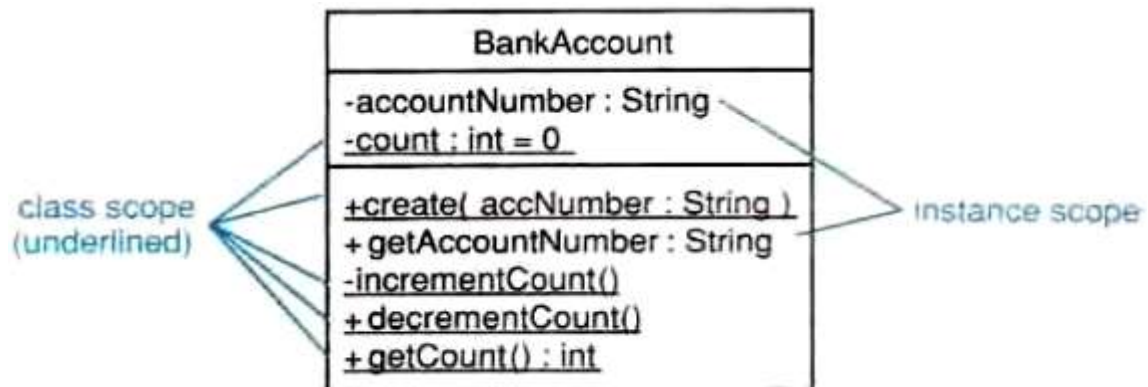 BankAccount
-accountNumber : String
-count : int = 0
class scope
(underlined)
+create( accNumber : String )
+getAccountNumber : String
-incrementCount()
+decrementCount()
+getCount() : int
instance scope